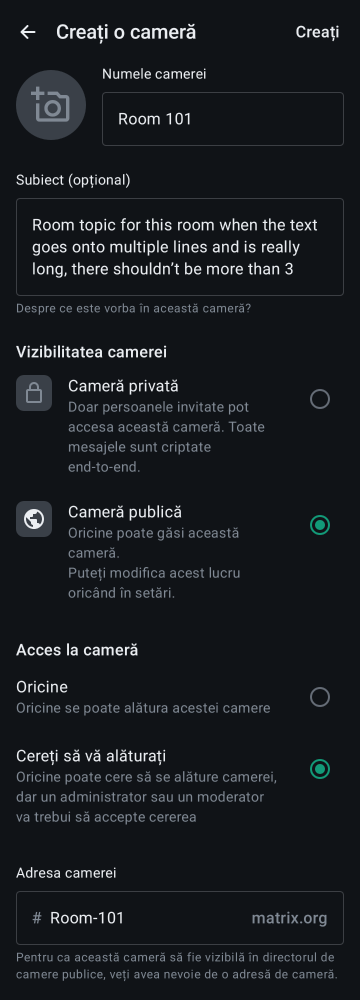 Creați o cameră
Creați
Numele camerei
Room 101
Subiect (opțional)
Room topic for this room when the text
goes onto multiple lines and is really
long, there shouldn’t be more than 3
Despre ce este vorba în această cameră?
Vizibilitatea camerei
Cameră privată
Doar persoanele invitate pot
accesa această cameră. Toate
mesajele sunt criptate
end-to-end.
Cameră publică
Oricine poate găsi această
cameră.
Puteți modifica acest lucru
oricând în setări.
Acces la cameră
Oricine
Oricine se poate alătura acestei camere
Cereți să vă alăturați
Oricine poate cere să se alăture camerei,
dar un administrator sau un moderator
va trebui să accepte cererea
Adresa camerei
# Room-101 matrix.org
Pentru ca această cameră să fie vizibilă în directorul de
camere publice, veți avea nevoie de o adresă de cameră.